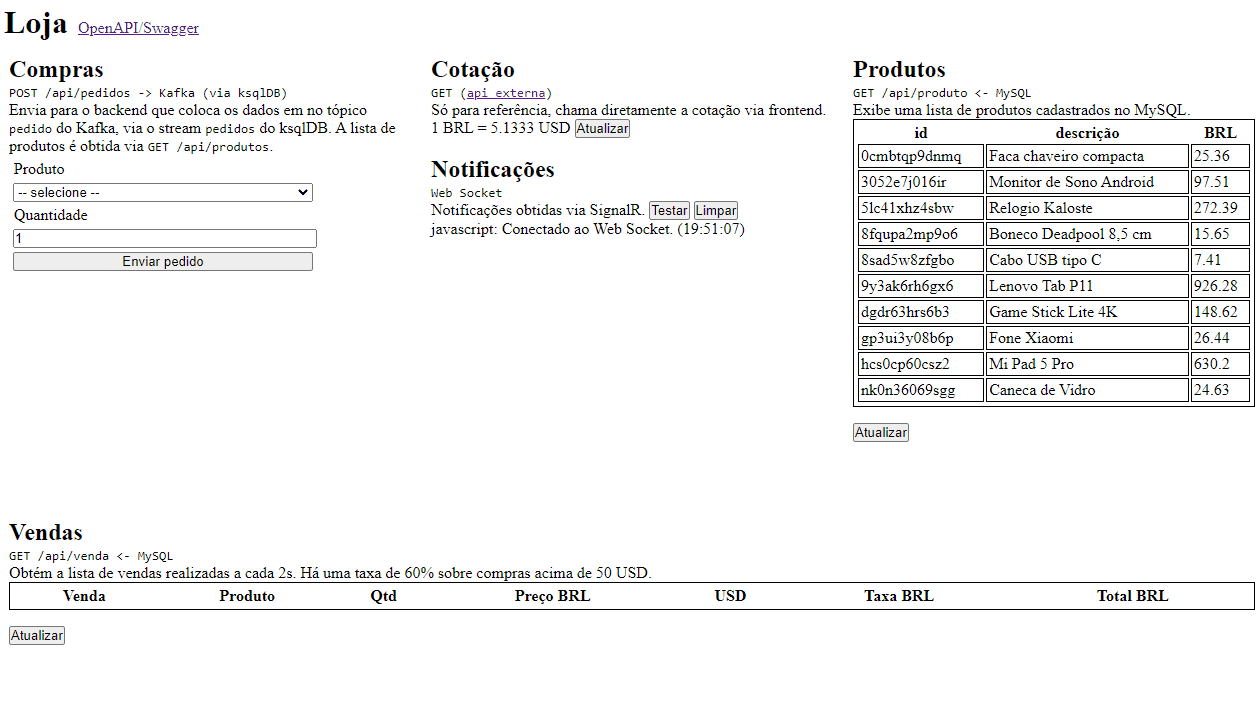 Loja OpenAPI/Swagger
Compras
POST /api/pedidos -> Kafka (via ksqlDB)
Envia para o backend que coloca os dados em no tópico
pedido do Kafka, via o stream pedidos do ksqlDB. A lista de
produtos é obtida via GET /api/produtos.
Produto
-- selecione --
Quantidade
1
Enviar pedido
Cotação
GET (api externa)
Só para referência, chama diretamente a cotação via frontend.
1 BRL = 5.1333 USD Atualizar
Notificações
Web Socket
Notificações obtidas via SignalR. Testar Limpar
javascript: Conectado ao Web Socket. (19:51:07)
Produtos
GET /api/produto <- MySQL
Exibe uma lista de produtos cadastrados no MySQL.
id descrição BRL
0cmbtqp9dnmq Faca chaveiro compacta 25.36
3052e7j016ir Monitor de Sono Android 97.51
5lc41xhz4sbw Relogio Kaloste 272.39
8fqupa2mp9o6 Boneco Deadpool 8,5 cm 15.65
8sad5w8zfgbo Cabo USB tipo C 7.41
9y3ak6rh6gx6 Lenovo Tab P11 926.28
dgdr63hrs6b3 Game Stick Lite 4K 148.62
gp3ui3y08b6p Fone Xiaomi 26.44
hcs0cp60csz2 Mi Pad 5 Pro 630.2
nk0n36069sgg Caneca de Vidro 24.63
Atualizar
Vendas
GET /api/venda <- MySQL
Obtém a lista de vendas realizadas a cada 2s. Há uma taxa de 60% sobre compras acima de 50 USD.
Venda Produto Qtd Preço BRL USD Taxa BRL Total BRL
Atualizar